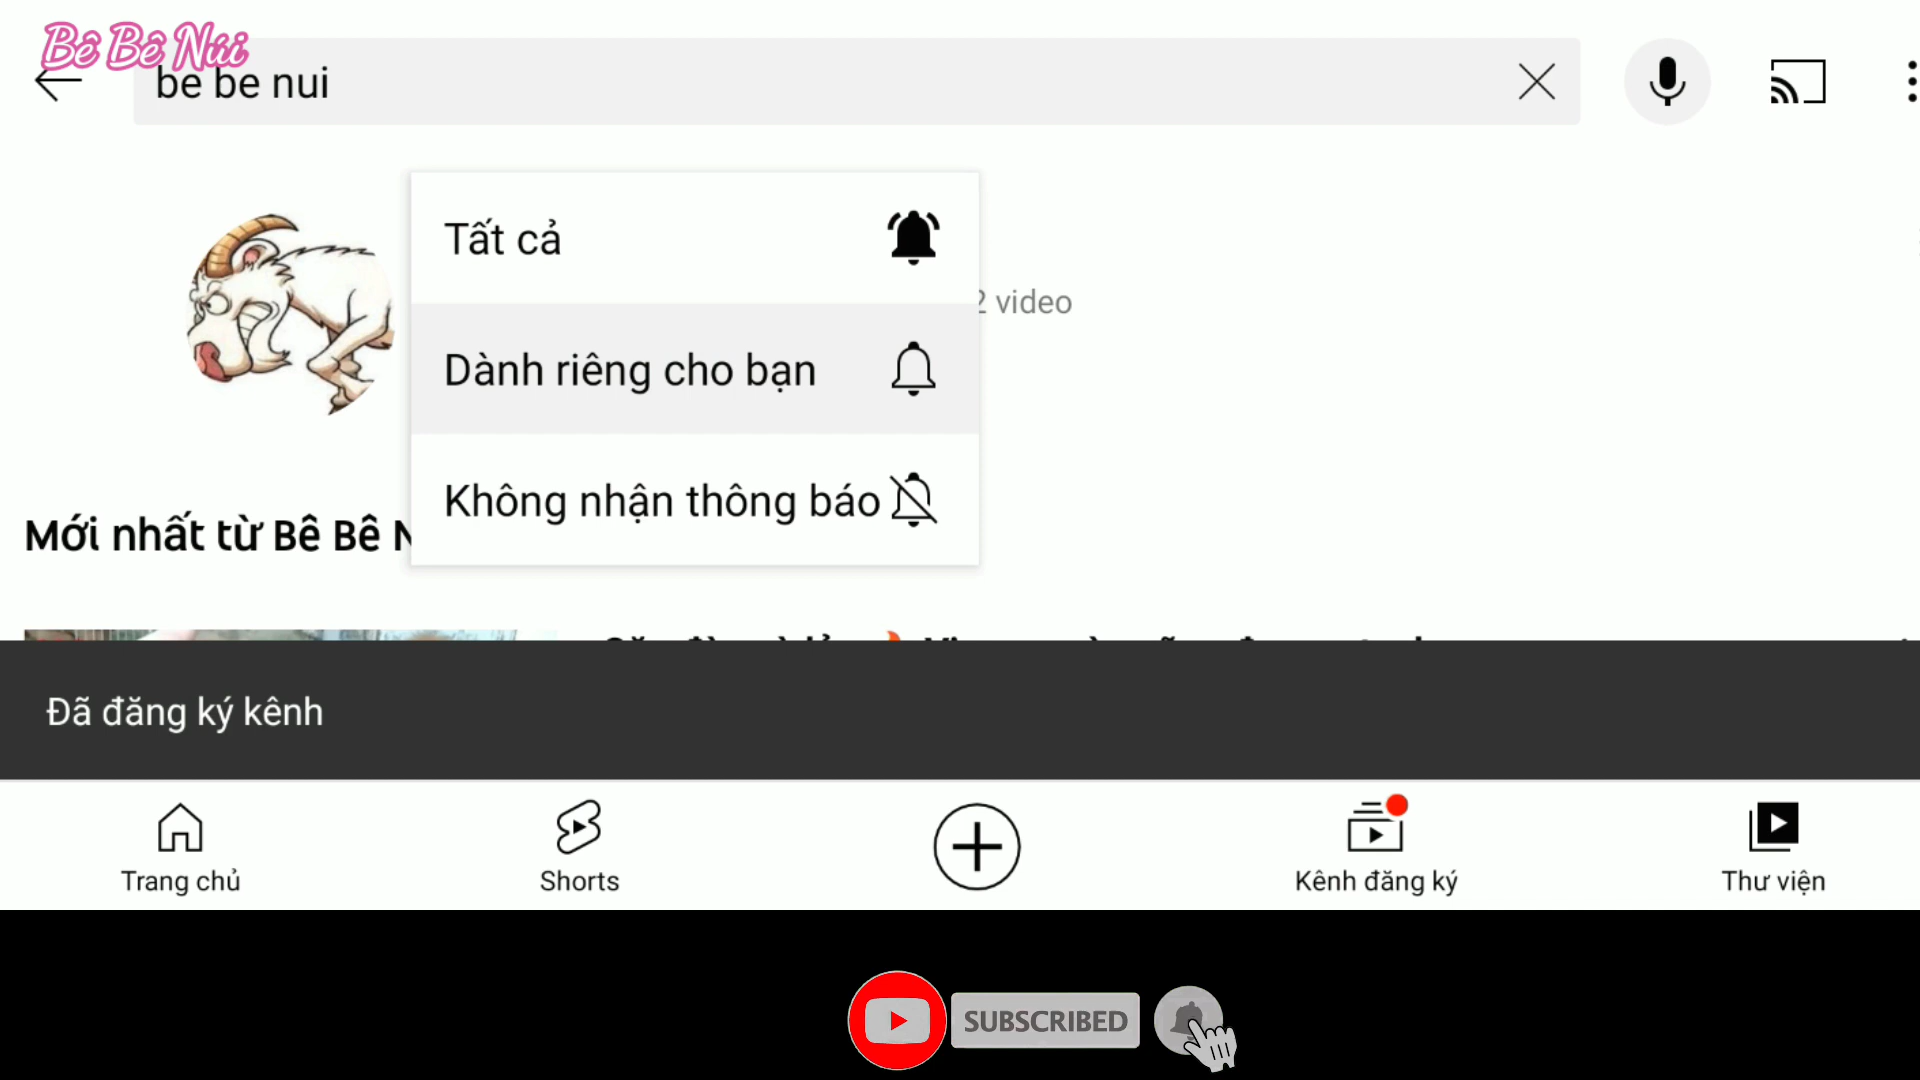 Bê Bê Núi
be be nui
Tất cả
2 video
Dành riêng cho bạn
Không nhận thông báo
Mới nhất từ Bê Bê N
Đã đăng ký kênh
Trang chủ
Shorts
Kênh đăng ký
Thư viện
SUBSCRIBED